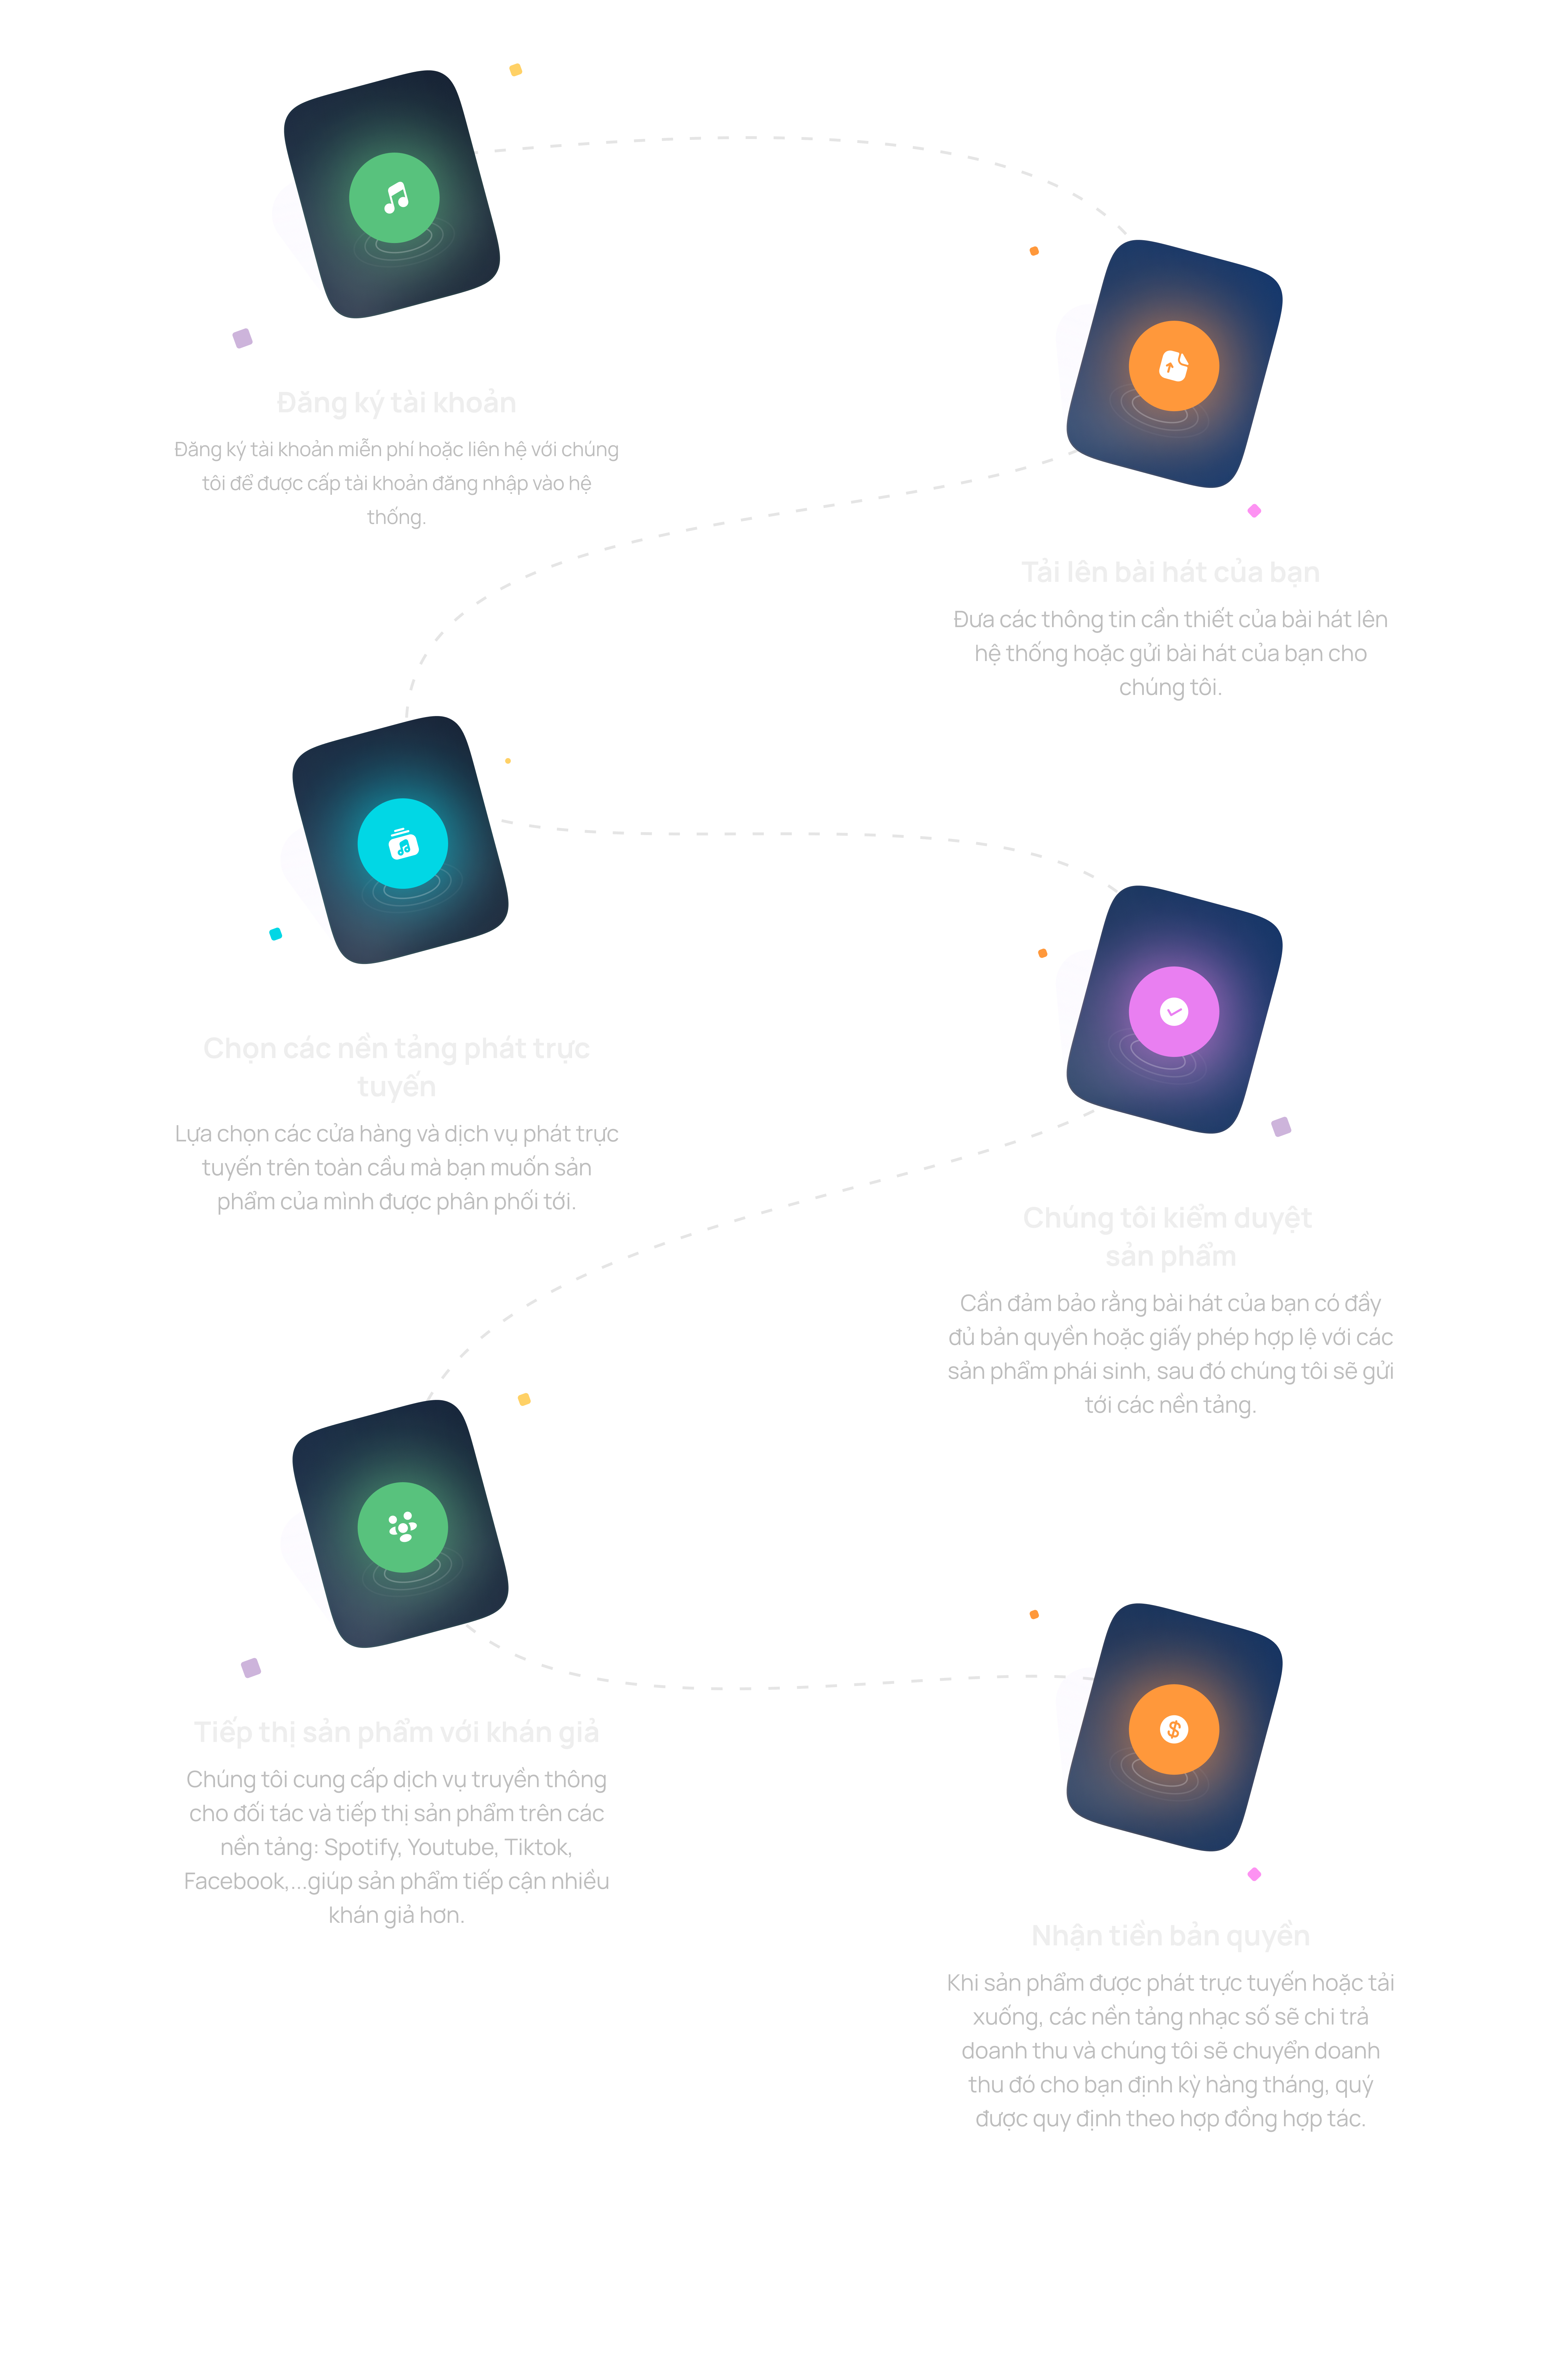 Đăng ký tài khoản
Đăng ký tài khoản miễn phí hoặc liên hệ với chúng
tôi để được cấp tài khoản đăng nhập vào hệ
thống.
Tải lên bài hát của bạn
Đưa các thông tin cần thiết của bài hát lên
hệ thống hoặc gửi bài hát của bạn cho
chúng tôi.
Chọn các nền tảng phát trực
tuyến
Lựa chọn các cửa hàng và dịch vụ phát trực
tuyến trên toàn cầu mà bạn muốn sản
phẩm của mình được phân phối tới.
Chúng tôi kiểm duyệt
sản phẩm
Cần đảm bảo rằng bài hát của bạn có đầy
đủ bản quyền hoặc giấy phép hợp lệ với các
sản phẩm phái sinh, sau đó chúng tôi sẽ gửi
tới các nền tảng.
Tiếp thị sản phẩm với khán giả
Chúng tôi cung cấp dịch vụ truyền thông
cho đối tác và tiếp thị sản phẩm trên các
nền tảng: Spotify, Youtube, Tiktok,
Facebook,...giúp sản phẩm tiếp cận nhiều
khán giả hơn.
Nhận tiền bản quyền
Khi sản phẩm được phát trực tuyến hoặc tải
xuống, các nền tảng nhạc số sẽ chi trả
doanh thu và chúng tôi sẽ chuyển doanh
thu đó cho bạn định kỳ hàng tháng, quý
được quy định theo hợp đồng hợp tác.